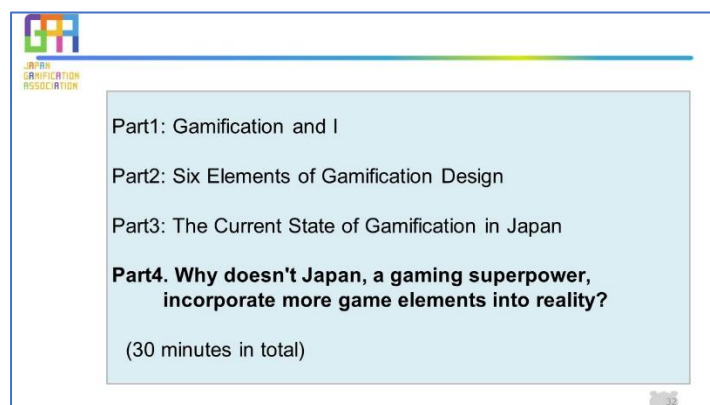 JAPAN
GAMIFICATION
ASSOCIATION
Part1: Gamification and I
Part2: Six Elements of Gamification Design
Part3: The Current State of Gamification in Japan
Part4. Why doesn't Japan, a gaming superpower,
incorporate more game elements into reality?
(30 minutes in total)
32